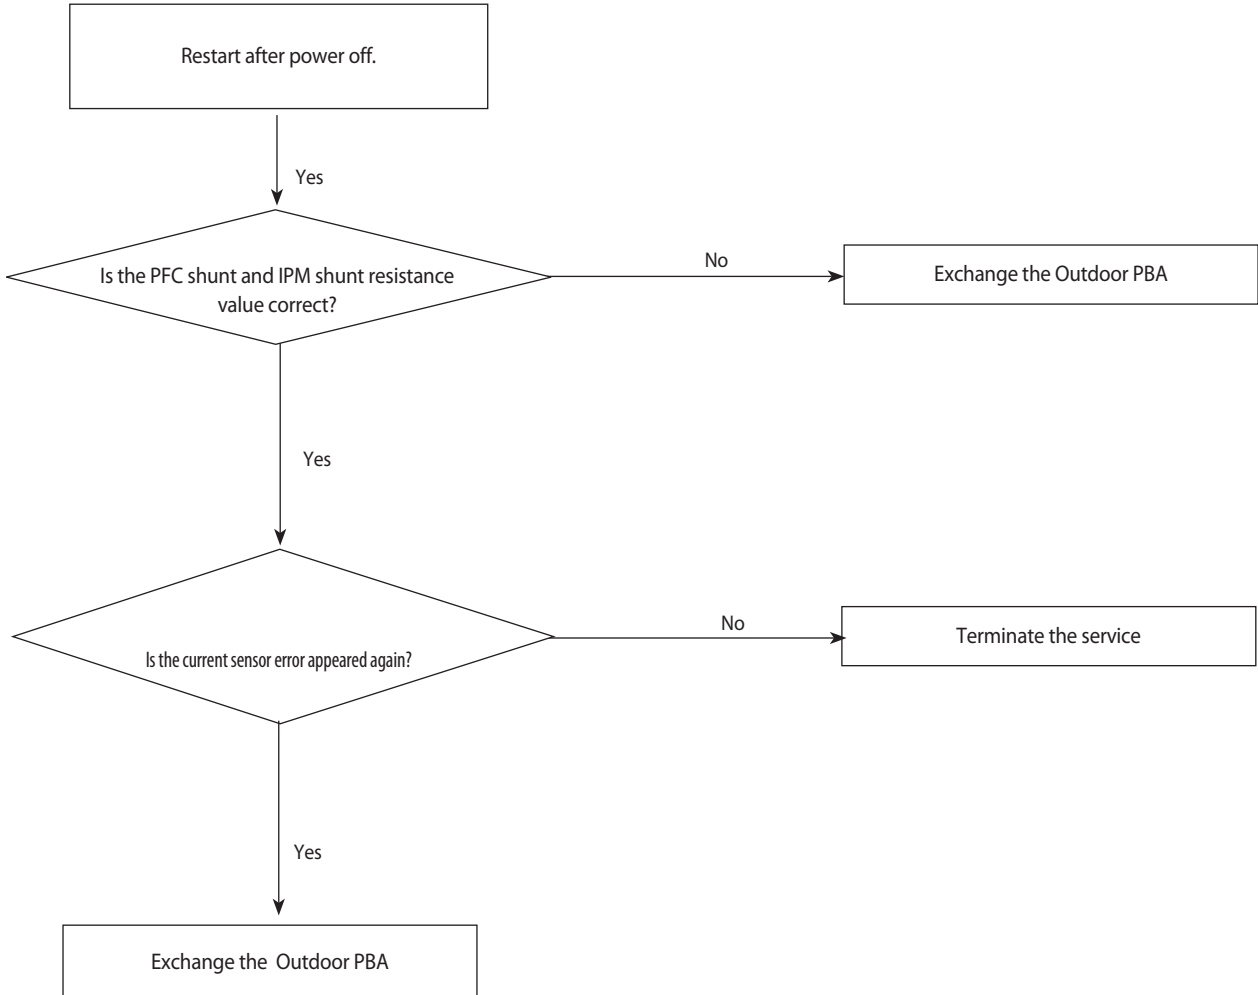 Restart after power off.
Yes
Is the PFC shunt and IPM shunt resistance
value correct?
No
Exchange the Outdoor PBA
Yes
Is the current sensor error appeared again?
No
Terminate the service
Yes
Exchange the Outdoor PBA